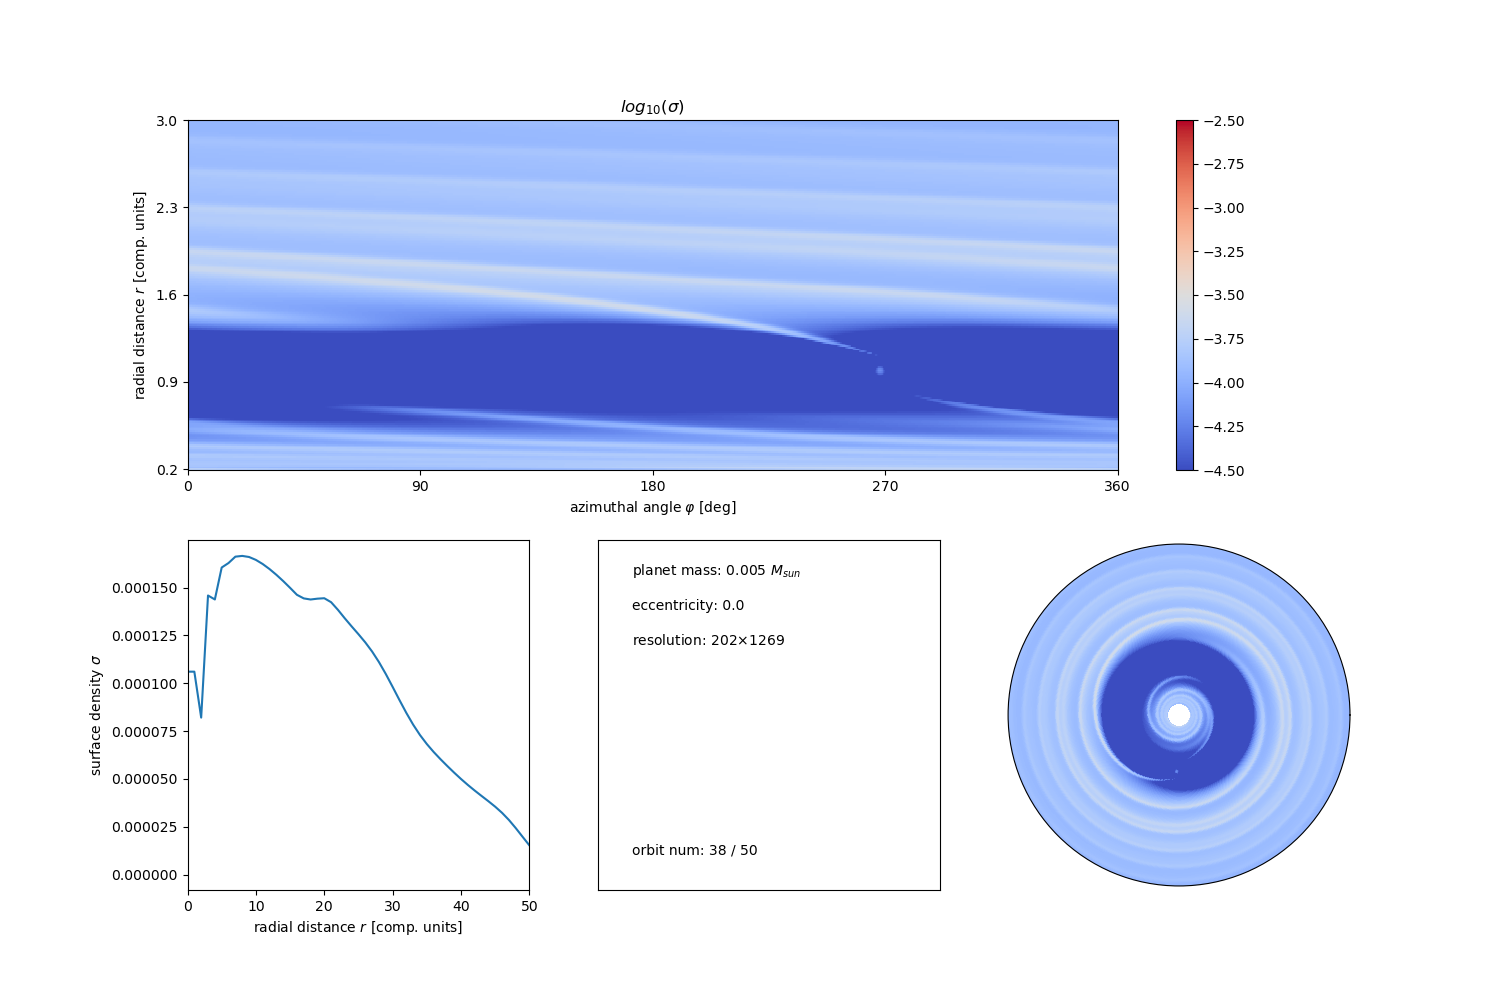 log10(σ)
3.0
2.3
1.6
0.9
0.2
radial distance r [comp. units]
0 90 180 270 360
azimuthal angle φ [deg]
−2.50
−2.75
−3.00
−3.25
−3.50
−3.75
−4.00
−4.25
−4.50
0.000150
0.000125
0.000100
0.000075
0.000050
0.000025
0.000000
surface density σ
0 10 20 30 40 50
radial distance r [comp. units]
planet mass: 0.005 Msun
eccentricity: 0.0
resolution: 202×1269
orbit num: 38 / 50